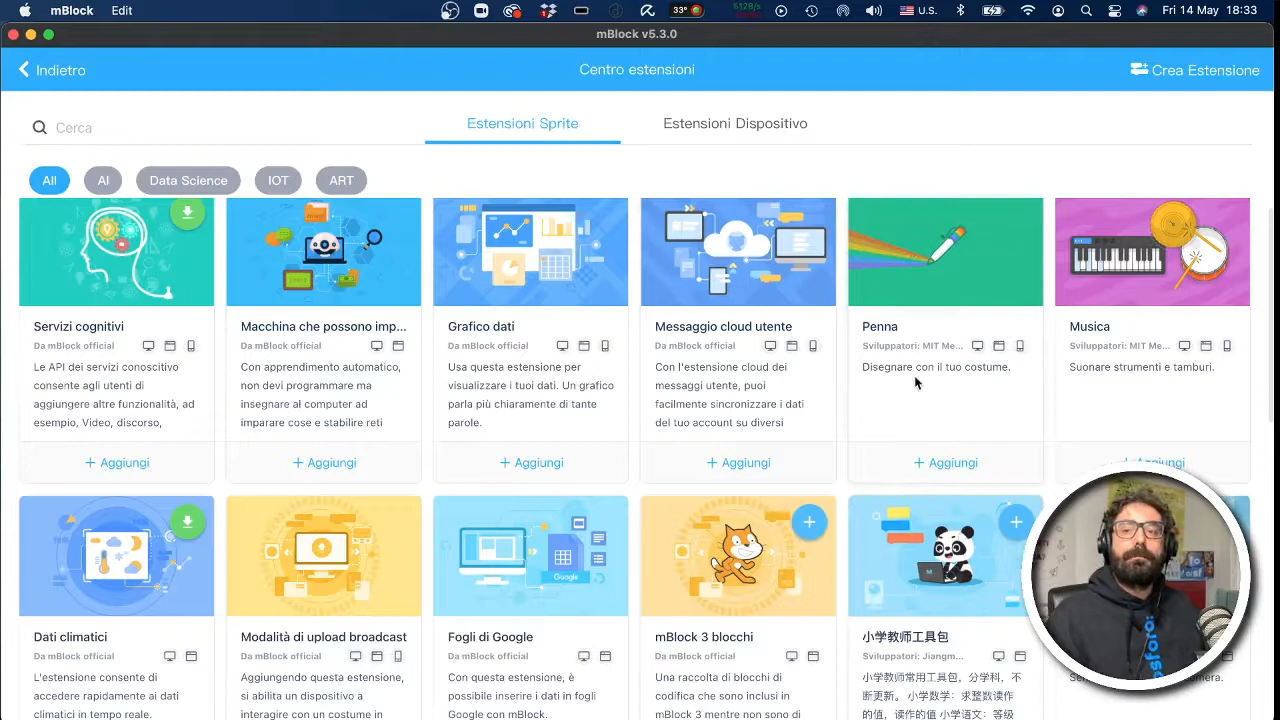 mBlock Edit
33°
U.S.
Fri 14 May 18:33
mBlock v5.3.0
Indietro
Centro estensioni
Crea Estensione
Cerca
Estensioni Sprite
Estensioni Dispositivo
All
AI
Data Science
IOT
ART
Servizi cognitivi
Da mBlock official
Le API dei servizi conoscitivo
consente agli utenti di
aggiungere altre funzionalità, ad
esempio, Video, discorso,
+ Aggiungi
Macchina che possono imp...
Da mBlock official
Con apprendimento automatico,
non devi programmare ma
insegnare al computer ad
imparare cose e stabilire reti
+ Aggiungi
Grafico dati
Da mBlock official
Usa questa estensione per
visualizzare i tuoi dati. Un grafico
parla più chiaramente di tante
parole.
+ Aggiungi
Messaggio cloud utente
Da mBlock official
Con l'estensione cloud dei
messaggi utente, puoi
facilmente sincronizzare i dati
del tuo account su diversi
+ Aggiungi
Penna
Sviluppatori: MIT Me...
Disegnare con il tuo costume.
+ Aggiungi
Musica
Sviluppatori: MIT Me...
Suonare strumenti e tamburi.
+ Aggiungi
Dati climatici
Da mBlock official
L'estensione consente di
accedere rapidamente ai dati
climatici in tempo reale.
Modalità di upload broadcast
Da mBlock official
Aggiungendo questa estensione,
si abilita un dispositivo a
interagire con un costume in
Google
Fogli di Google
Da mBlock official
Con questa estensione, è
possibile inserire i dati in fogli
Google con mBlock.
mBlock 3 blocchi
Da mBlock official
Una raccolta di blocchi di
codifica che sono inclusi in
mBlock 3 mentre non sono di
小学教师工具包
Sviluppatori: Jiangm...
小学教师常用工具包，分学科，不
断更新。 小学数学：求整数读作
的值，读作的值 小学语文：等级